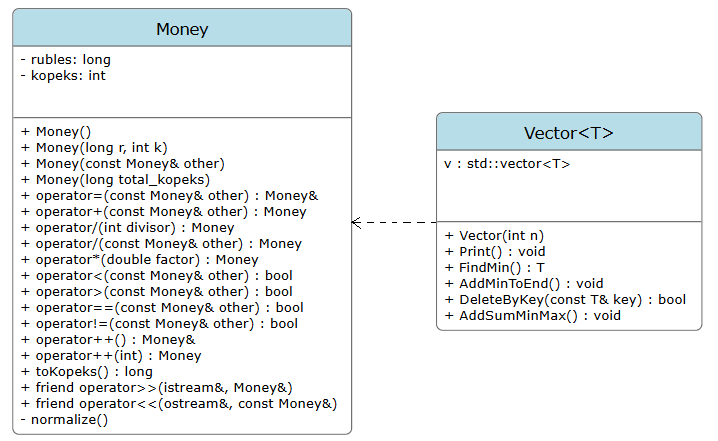 Money
- rubles: long
- kopeks: int
+ Money()
+ Money(long r, int k)
+ Money(const Money& other)
+ Money(long total_kopeks)
+ operator=(const Money& other) : Money&
+ operator+(const Money& other) : Money
+ operator/(int divisor) : Money
+ operator/(const Money& other) : Money
+ operator*(double factor) : Money
+ operator<(const Money& other) : bool
+ operator>(const Money& other) : bool
+ operator==(const Money& other) : bool
+ operator!=(const Money& other) : bool
+ operator++() : Money&
+ operator++(int) : Money
+ toKopeks() : long
+ friend operator>>(istream&, Money&)
+ friend operator<<(ostream&, const Money&)
- normalize()
Vector<T>
v : std::vector<T>
+ Vector(int n)
+ Print() : void
+ FindMin() : T
+ AddMinToEnd() : void
+ DeleteByKey(const T& key) : bool
+ AddSumMinMax() : void